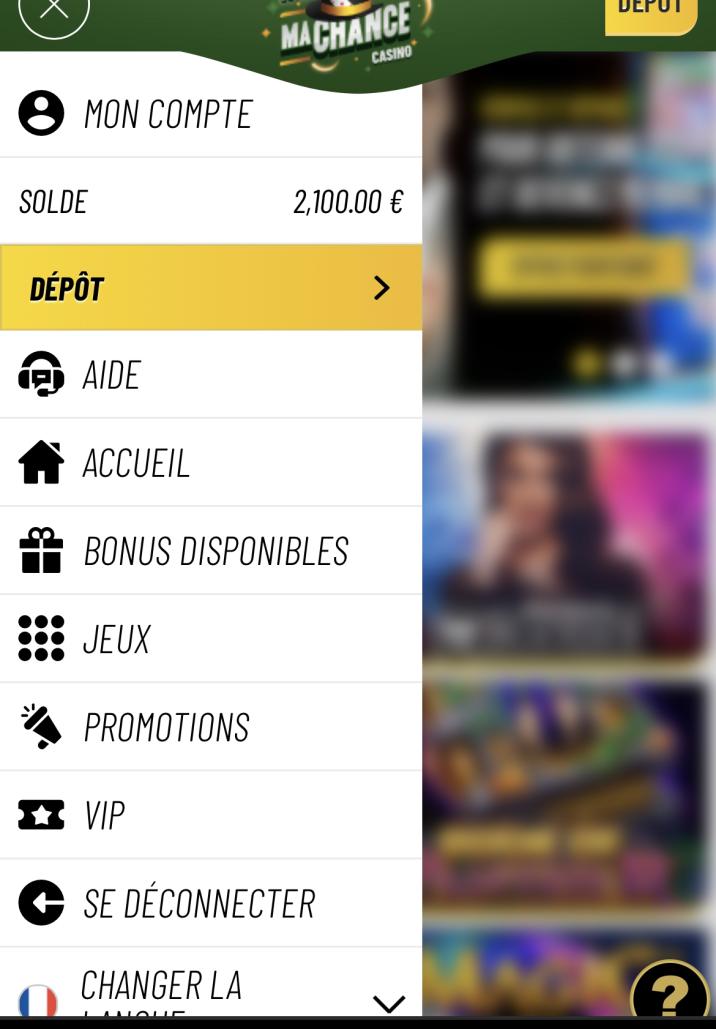 DÉPÔT
MACHANCE
CASINO
MON COMPTE
SOLDE 2,100.00 €
DÉPÔT
AIDE
ACCUEIL
BONUS DISPONIBLES
JEUX
PROMOTIONS
VIP
SE DÉCONNECTER
CHANGER LA
LANGUE
?